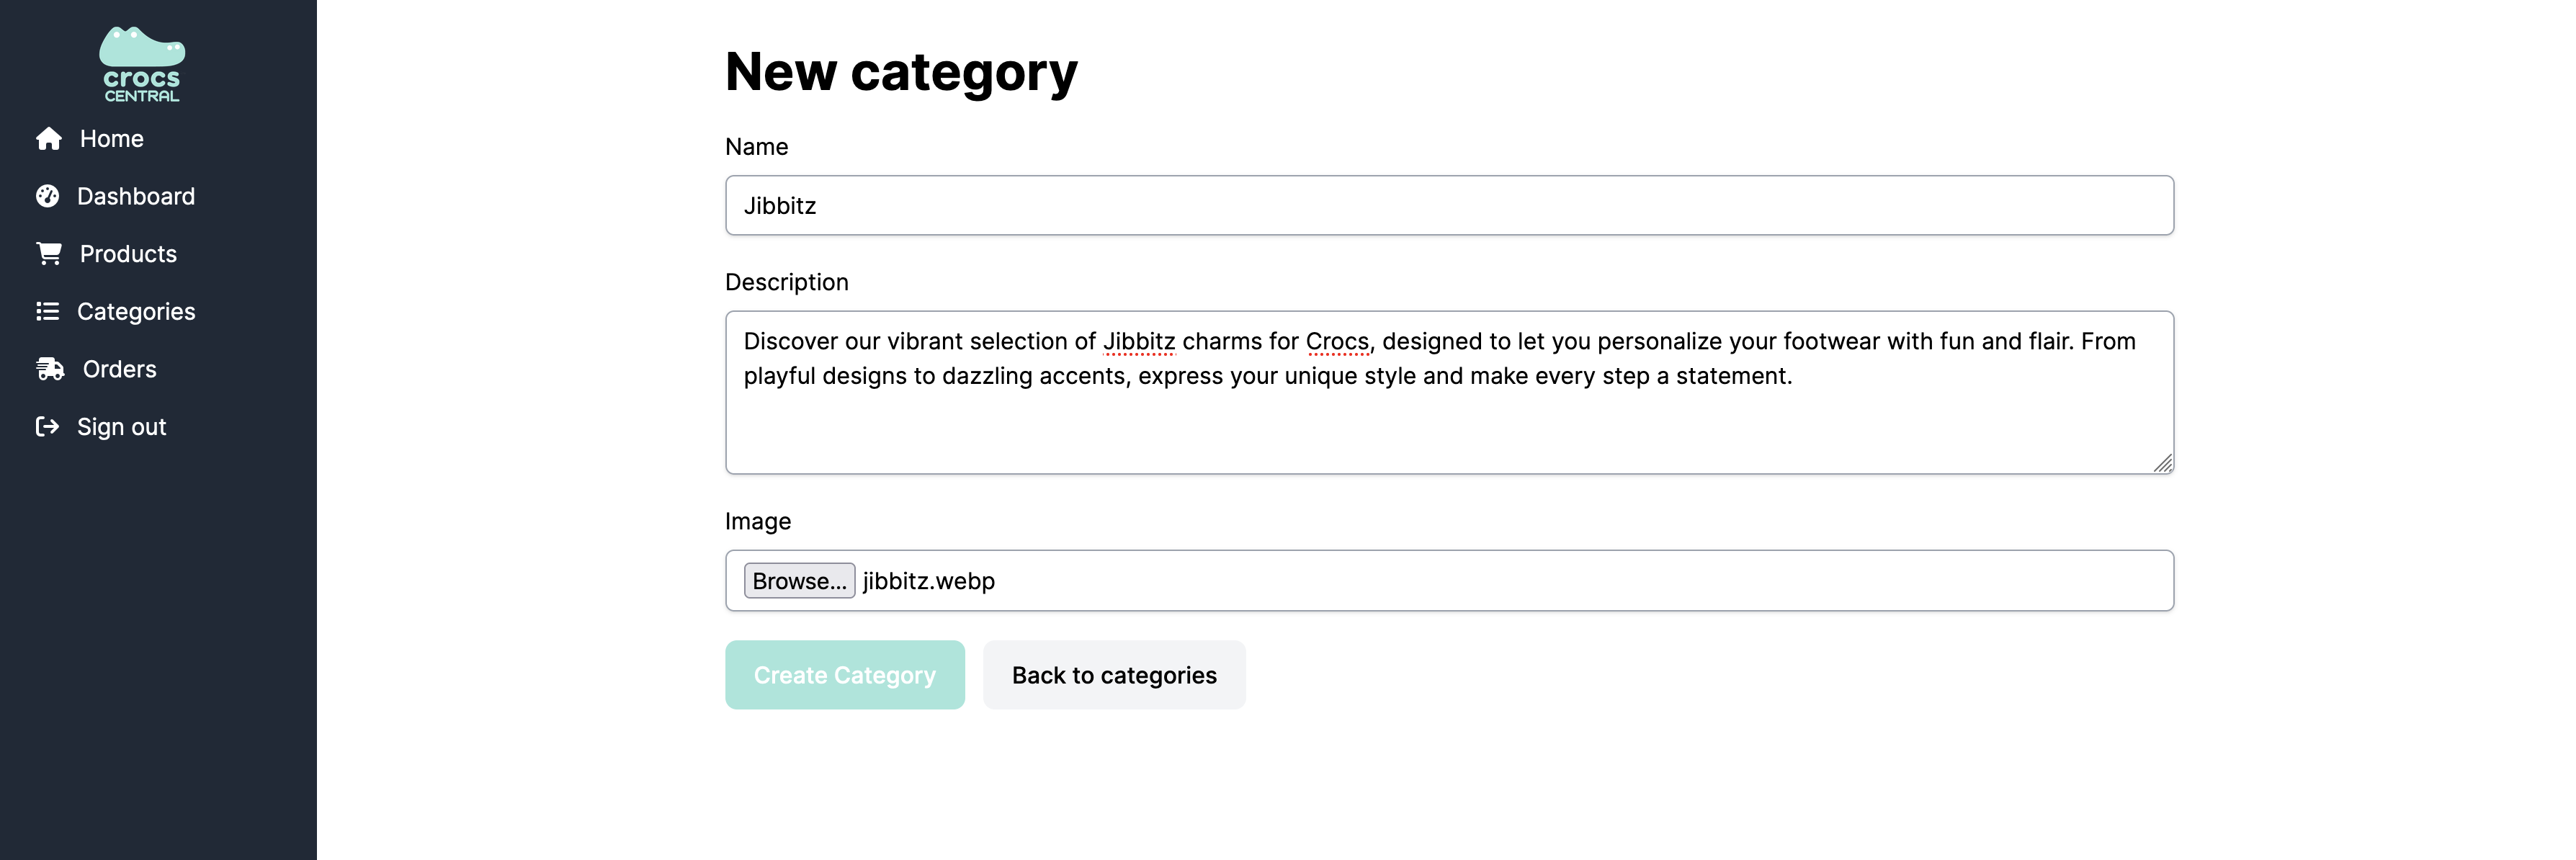 crocs
CENTRAL
Home
Dashboard
Products
Categories
Orders
Sign out
New category
Name
Jibbitz
Description
Discover our vibrant selection of Jibbitz charms for Crocs, designed to let you personalize your footwear with fun and flair. From
playful designs to dazzling accents, express your unique style and make every step a statement.
Image
Browse... jibbitz.webp
Create Category
Back to categories